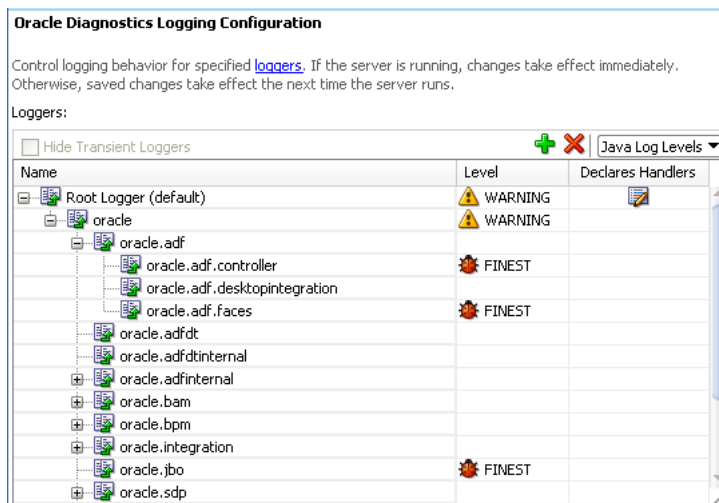 Oracle Diagnostics Logging Configuration
Control logging behavior for specified loggers. If the server is running, changes take effect immediately.
Otherwise, saved changes take effect the next time the server runs.
Loggers:
Hide Transient Loggers Java Log Levels
Name Level Declares Handlers
Root Logger (default) WARNING
oracle WARNING
oracle.adf
oracle.adf.controller FINEST
oracle.adf.desktopintegration
oracle.adf.faces FINEST
oracle.adfdt
oracle.adfdtinternal
oracle.adfinternal
oracle.bam
oracle.bpm
oracle.integration
oracle.jbo FINEST
oracle.sdp